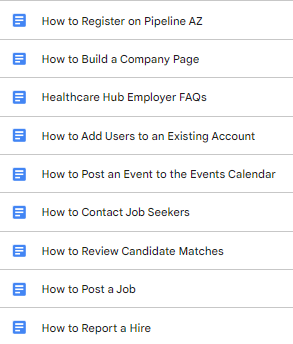 How to Register on Pipeline AZ
How to Build a Company Page
Healthcare Hub Employer FAQs
How to Add Users to an Existing Account
How to Post an Event to the Events Calendar
How to Contact Job Seekers
How to Review Candidate Matches
How to Post a Job
How to Report a Hire